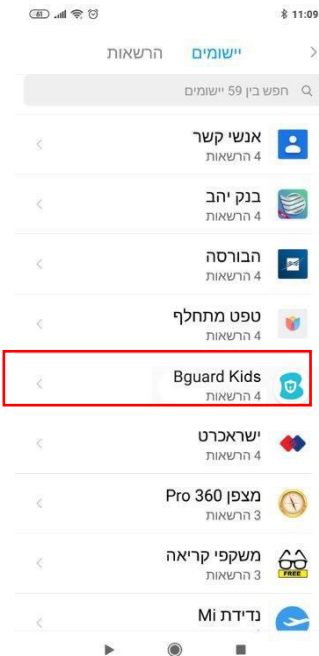 61 11:09
יישומים הרשאות
חפש בין 59 יישומים
אנשי קשר
4 הרשאות
בנק יהב
4 הרשאות
הבורסה
4 הרשאות
טפט מתחלף
4 הרשאות
Bguard Kids
4 הרשאות
ישראכרט
4 הרשאות
מצפן 360 Pro
3 הרשאות
משקפי קריאה
FREE
3 הרשאות
נדידת Mi